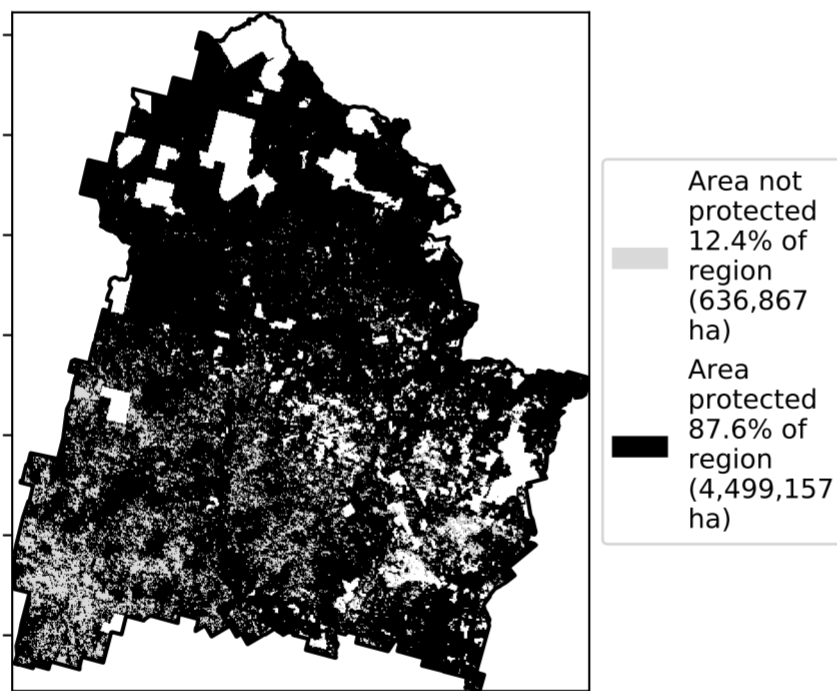 Area not
protected
12.4% of
region
(636,867
ha)
Area
protected
87.6% of
region
(4,499,157
ha)